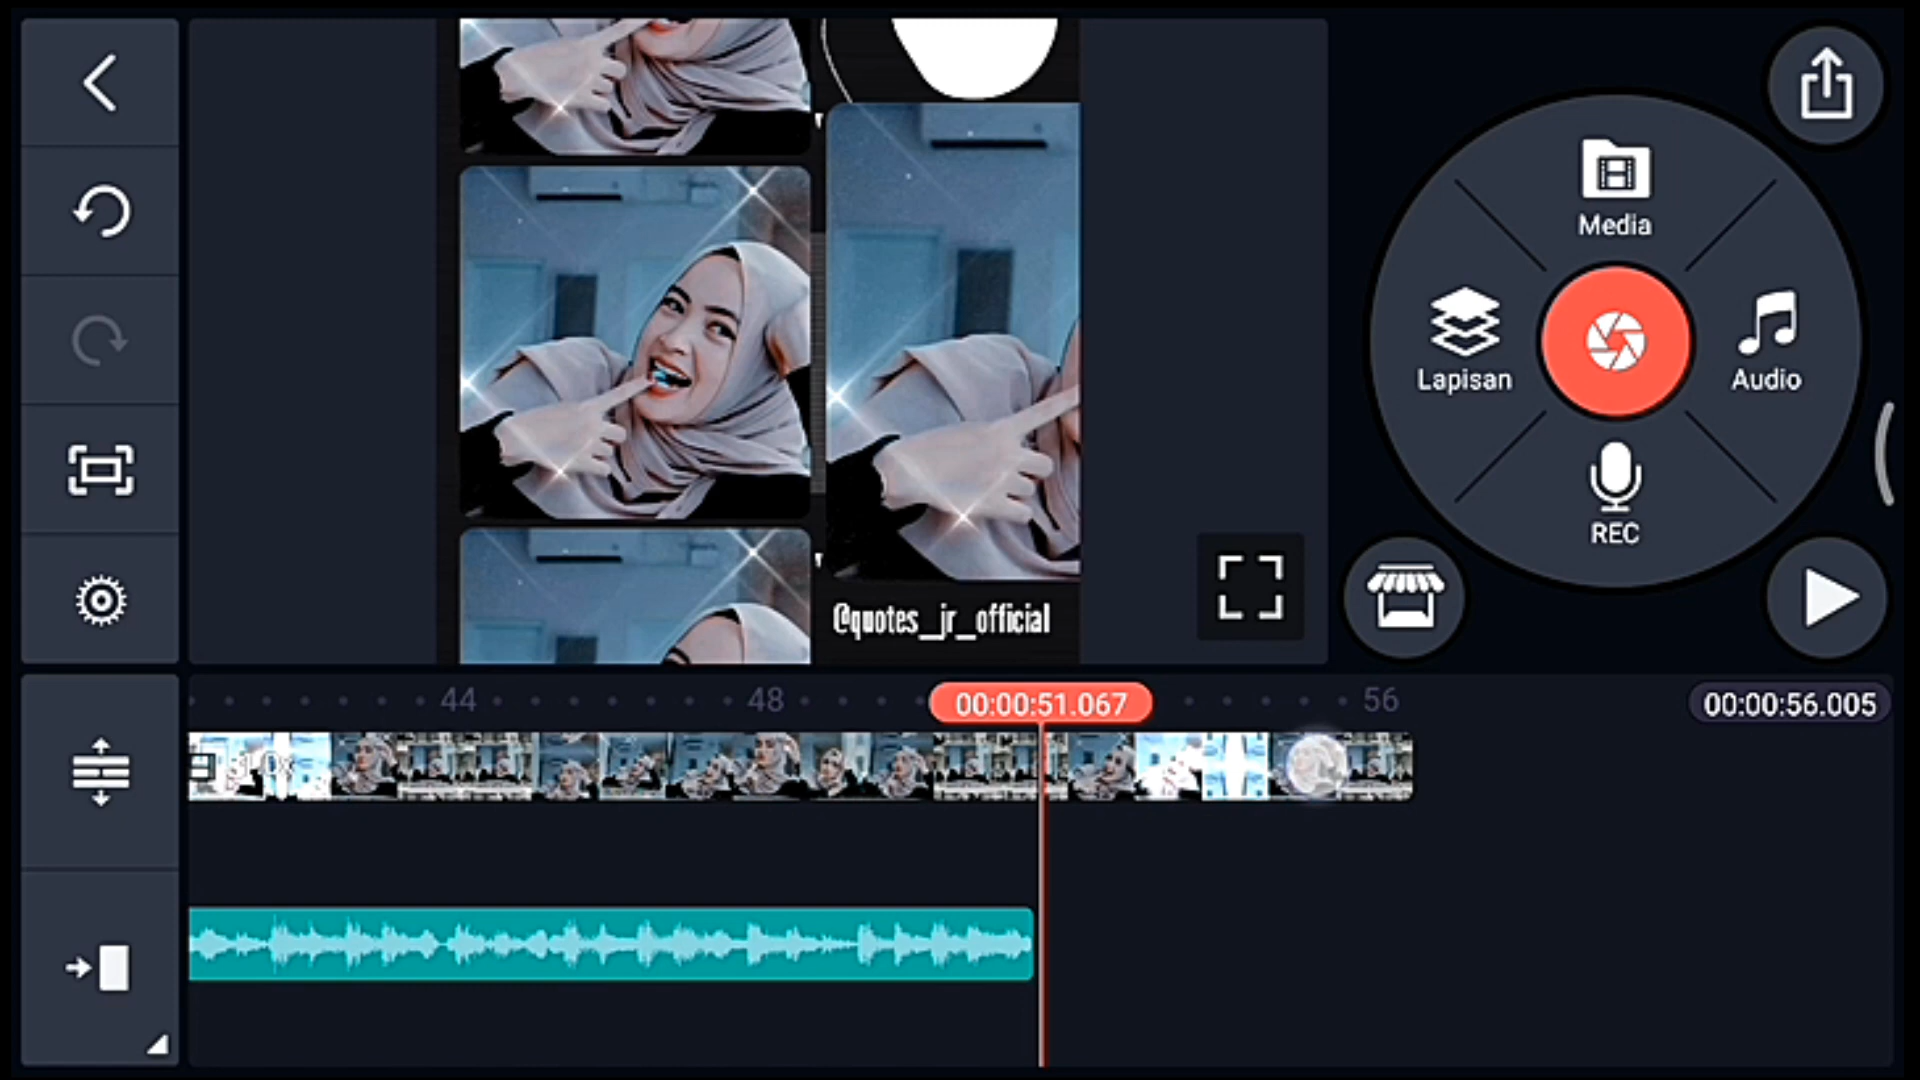 Media
Lapisan
Audio
REC
@quotes_jr_official
44
48
00:00:51.067
56
00:00:56.005